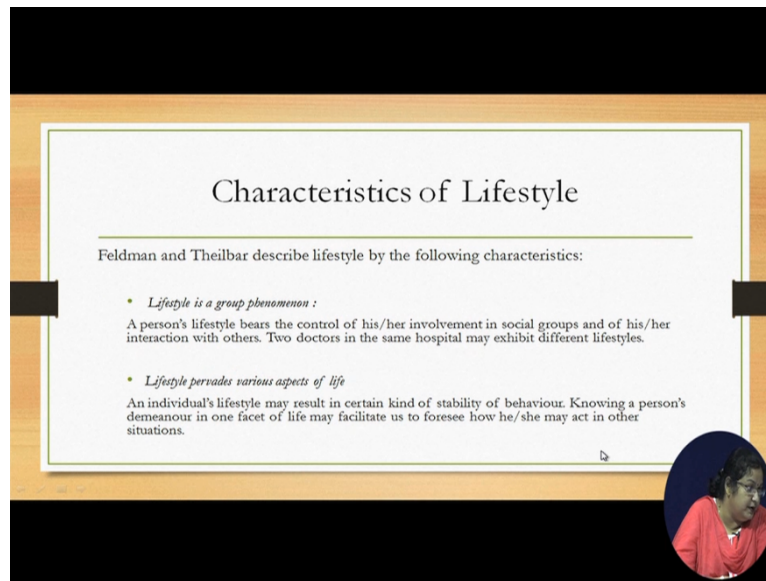 Characteristics of Lifestyle
Feldman and Theilbar describe lifestyle by the following characteristics:
• Lifestyle is a group phenomenon :
A person's lifestyle bears the control of his/her involvement in social groups and of his/her
interaction with others. Two doctors in the same hospital may exhibit different lifestyles.
• Lifestyle pervades various aspects of life
An individual's lifestyle may result in certain kind of stability of behaviour. Knowing a person's
demeanour in one facet of life may facilitate us to foresee how he/she may act in other
situations.